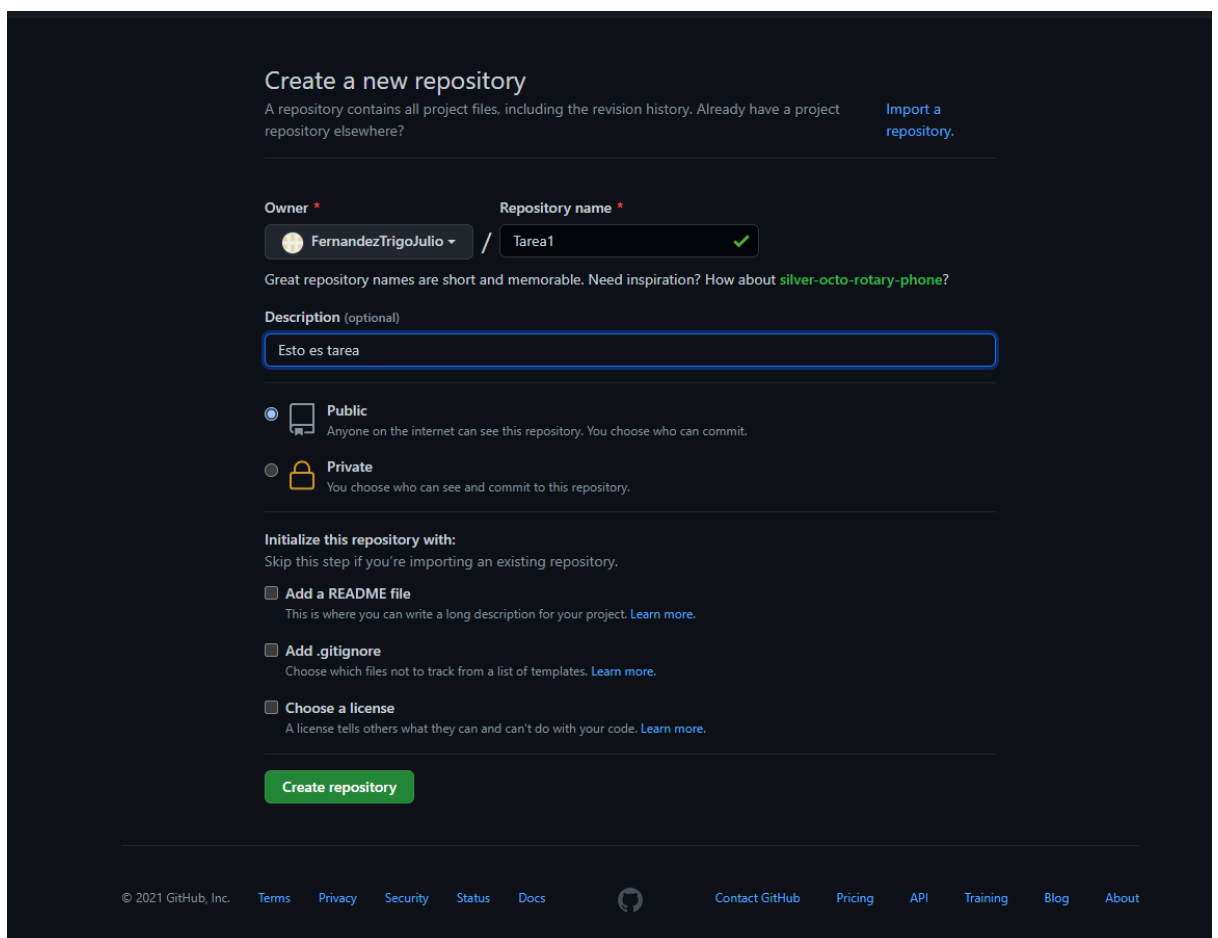 Create a new repository
A repository contains all project files, including the revision history. Already have a project
repository elsewhere?
Import a
repository.
Owner *
Repository name *
FernandezTrigoJulio / Tarea1
Great repository names are short and memorable. Need inspiration? How about silver-octo-rotary-phone?
Description (optional)
Esto es tarea
Public
Anyone on the internet can see this repository. You choose who can commit.
Private
You choose who can see and commit to this repository.
Initialize this repository with:
Skip this step if you're importing an existing repository.
Add a README file
This is where you can write a long description for your project. Learn more.
Add .gitignore
Choose which files not to track from a list of templates. Learn more.
Choose a license
A license tells others what they can and can't do with your code. Learn more.
Create repository
© 2021 GitHub, Inc. Terms Privacy Security Status Docs Contact GitHub Pricing API Training Blog About